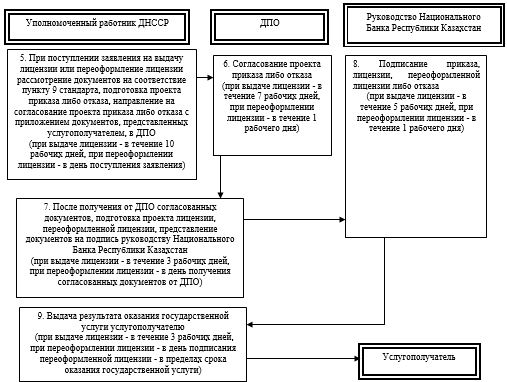 Уполномоченный работник ДНССР
ДПО
Руководство Национального
Банка Республики Казахстан
5. При поступлении заявления на выдачу
лицензии или переоформление лицензии
рассмотрение документов на соответствие
пункту 9 стандарта, подготовка проекта
приказа либо отказа, направление на
согласование проекта приказа либо отказа с
приложением документов, представленных
услугополучателем, в ДПО
(при выдаче лицензии - в течение 10
рабочих дней, при переоформлении
лицензии - в день поступления заявления)
6. Согласование проекта
приказа либо отказа
(при выдаче лицензии - в
течение 7 рабочих дней,
при переоформлении
лицензии - в течение 1
рабочего дня)
8. Подписание приказа,
лицензии, переоформленной
лицензии либо отказа
(при выдаче лицензии - в
течение 5 рабочих дней, при
переоформлении лицензии - в
течение 1 рабочего дня)
7. После получения от ДПО согласованных
документов, подготовка проекта лицензии,
переоформленной лицензии, представление
документов на подпись руководству Национального
Банка Республики Казахстан
(при выдаче лицензии - в течение 3 рабочих дней,
при переоформлении лицензии - в день получения
согласованных документов от ДПО)
9. Выдача результата оказания государственной
услуги услугополучателю
(при выдаче лицензии - в течение 3 рабочих дней,
при переоформлении лицензии - в день подписания
переоформленной лицензии - в пределах срока
оказания государственной услуги)
Услугополучатель